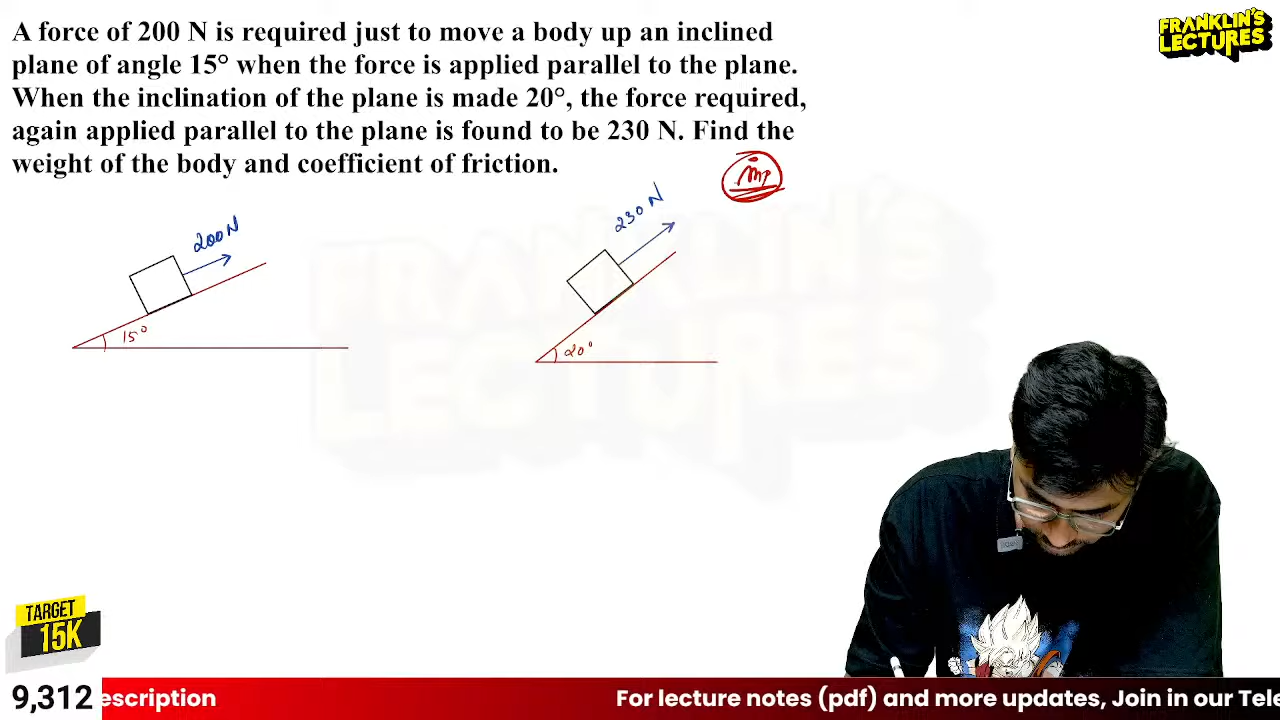 A force of 200 N is required just to move a body up an inclined
plane of angle 15° when the force is applied parallel to the plane.
When the inclination of the plane is made 20°, the force required,
again applied parallel to the plane is found to be 230 N. Find the
weight of the body and coefficient of friction.
FRANKLIN'S
LECTURES
imp
200 N
230 N
15°
20°
FRANKLIN'S
LECTURES
TARGET
15K
9,312
escription
For lecture notes (pdf) and more updates, Join in our Tele